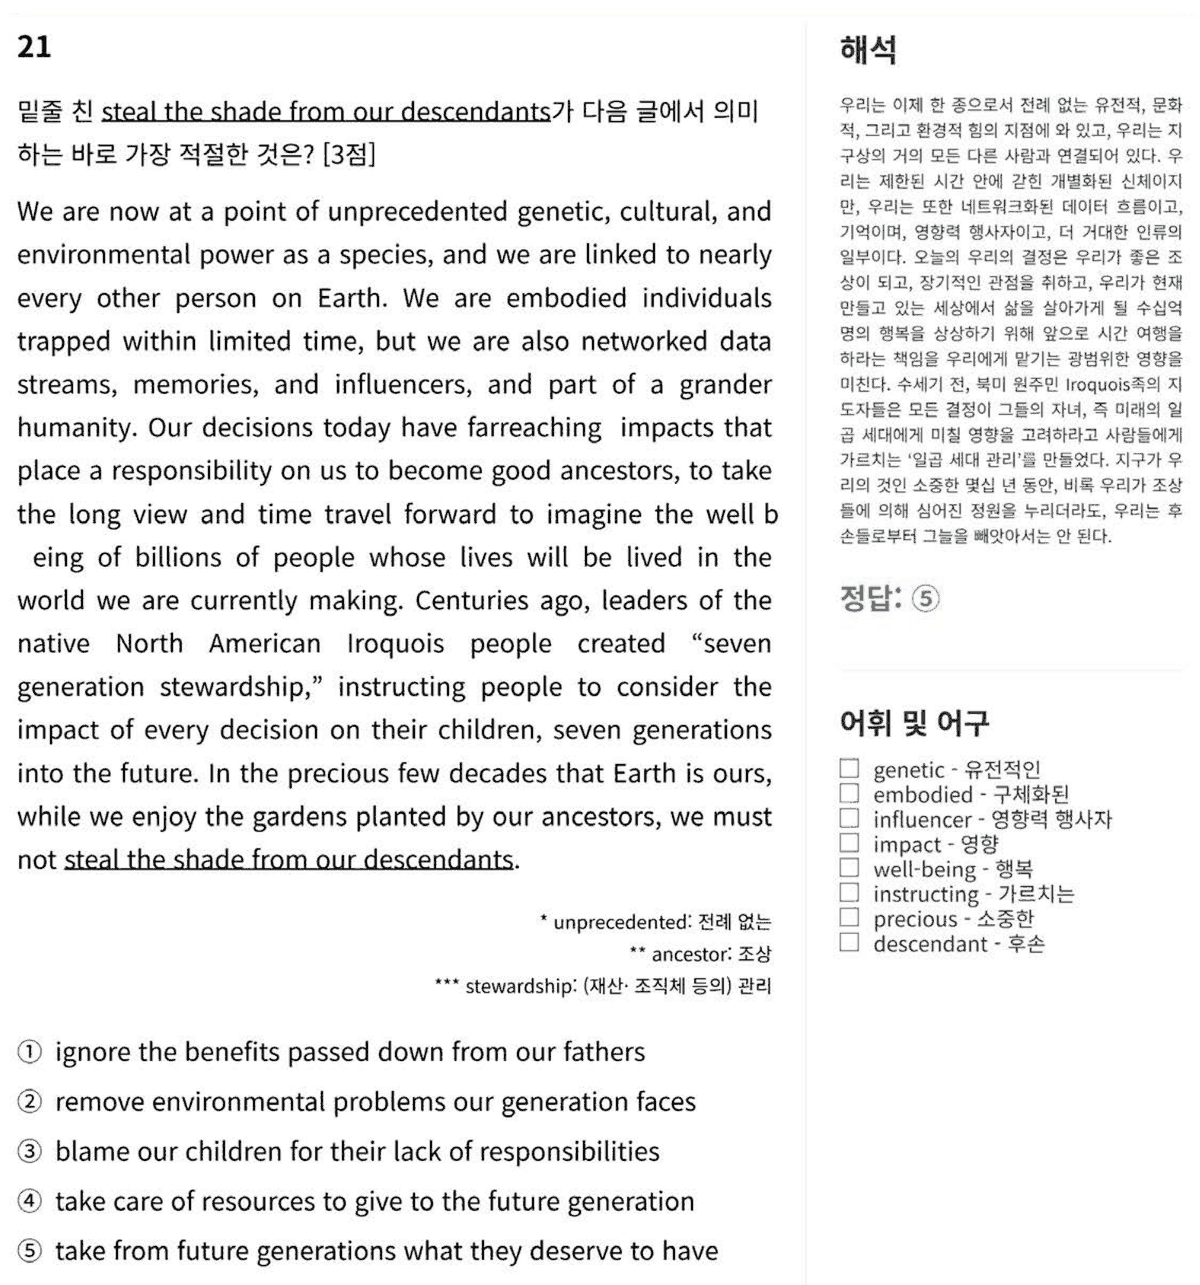 21
밑줄 친 steal the shade from our descendants가 다음 글에서 의미
하는 바로 가장 적절한 것은? [3점]
We are now at a point of unprecedented genetic, cultural, and
environmental power as a species, and we are linked to nearly
every other person on Earth. We are embodied individuals
trapped within limited time, but we are also networked data
streams, memories, and influencers, and part of a grander
humanity. Our decisions today have farreaching impacts that
place a responsibility on us to become good ancestors, to take
the long view and time travel forward to imagine the well b
eing of billions of people whose lives will be lived in the
world we are currently making. Centuries ago, leaders of the
native North American Iroquois people created “seven
generation stewardship,” instructing people to consider the
impact of every decision on their children, seven generations
into the future. In the precious few decades that Earth is ours,
while we enjoy the gardens planted by our ancestors, we must
not steal the shade from our descendants.
* unprecedented: 전례 없는
** ancestor: 조상
*** stewardship: (재산· 조직체 등의) 관리
① ignore the benefits passed down from our fathers
② remove environmental problems our generation faces
③ blame our children for their lack of responsibilities
④ take care of resources to give to the future generation
⑤ take from future generations what they deserve to have
해석
우리는 이제 한 종으로서 전례 없는 유전적, 문화
적, 그리고 환경적 힘의 지점에 와 있고, 우리는 지
구상의 거의 모든 다른 사람과 연결되어 있다. 우
리는 제한된 시간 안에 갇힌 개별화된 신체이지
만, 우리는 또한 네트워크화된 데이터 흐름이고,
기억이며, 영향력 행사자이고, 더 거대한 인류의
일부이다. 오늘의 우리의 결정은 우리가 좋은 조
상이 되고, 장기적인 관점을 취하고, 우리가 현재
만들고 있는 세상에서 삶을 살아가게 될 수십억
명의 행복을 상상하기 위해 앞으로 시간 여행을
하라는 책임을 우리에게 맡기는 광범위한 영향을
미친다. 수세기 전, 북미 원주민 Iroquois족의 지
도자들은 모든 결정이 그들의 자녀, 즉 미래의 일
곱 세대에게 미칠 영향을 고려하라고 사람들에게
가르치는 ‘일곱 세대 관리’를 만들었다. 지구가 우
리의 것인 소중한 몇십 년 동안, 비록 우리가 조상
들에 의해 심어진 정원을 누리더라도, 우리는 후
손들로부터 그늘을 빼앗아서는 안 된다.
정답: ⑤
어휘 및 어구
□ genetic - 유전적인
□ embodied - 구체화된
□ influencer - 영향력 행사자
□ impact - 영향
□ well-being - 행복
□ instructing - 가르치는
□ precious - 소중한
□ descendant - 후손